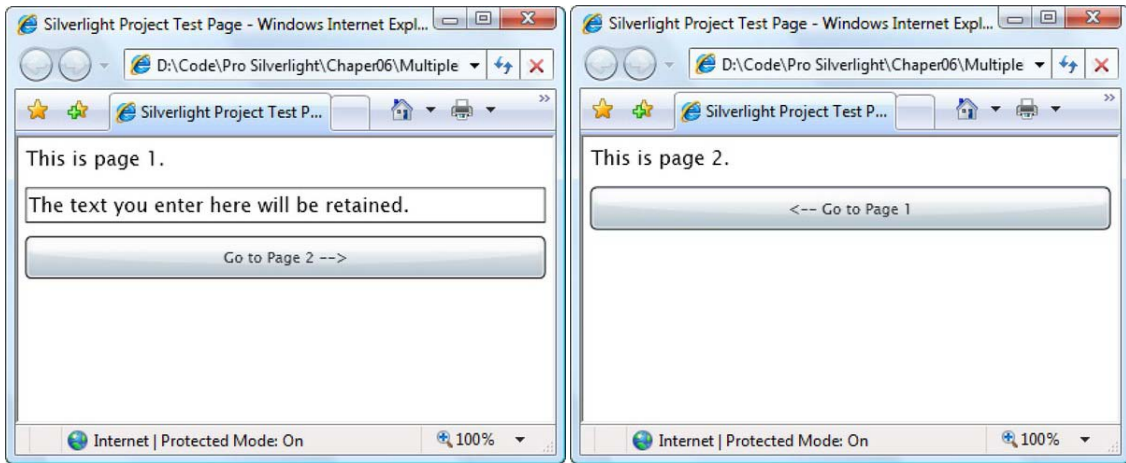 Silverlight Project Test Page - Windows Internet Expl...
D:\Code\Pro Silverlight\Chaper06\Multiple
Silverlight Project Test P...
»
This is page 1.
The text you enter here will be retained.
Go to Page 2 -->
Internet | Protected Mode: On
100%
Silverlight Project Test Page - Windows Internet Expl...
D:\Code\Pro Silverlight\Chaper06\Multiple
Silverlight Project Test P...
»
This is page 2.
<-- Go to Page 1
Internet | Protected Mode: On
100%